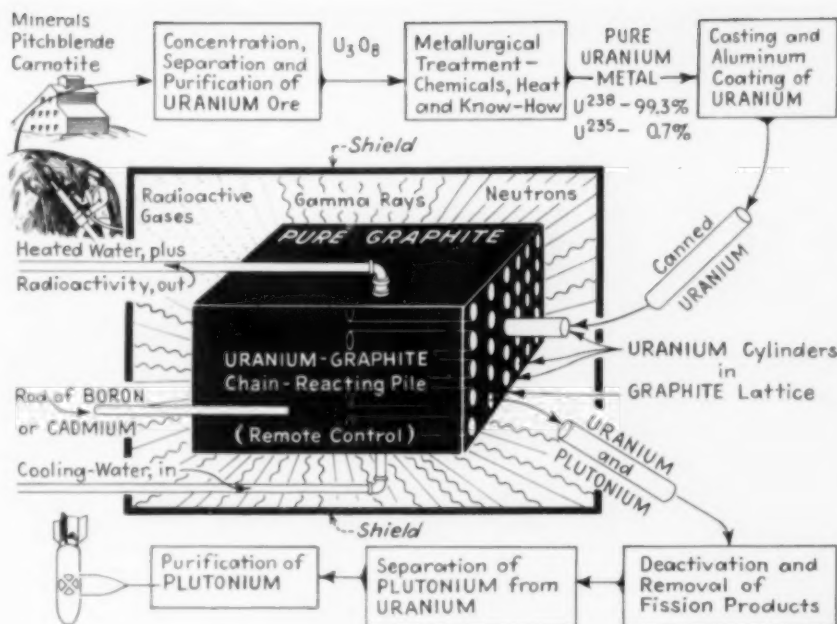 Minerals
Pitchblende
Carnotite
Concentration,
Separation and
Purification of
URANIUM Ore
U3O8
Metallurgical
Treatment-
Chemicals, Heat
and Know-How
PURE
URANIUM
METAL
U238-99.3%
U235- 0.7%
Casting and
Aluminum
Coating of
URANIUM
Shield
Radioactive
Gases
Gamma Rays
Neutrons
PURE GRAPHITE
Heated Water, plus
Radioactivity, out
Canned
URANIUM
URANIUM-GRAPHITE
Chain-Reacting Pile
(Remote Control)
URANIUM Cylinders
in
GRAPHITE Lattice
Rod of BORON
or CADMIUM
Cooling-Water, in
URANIUM
and
PLUTONIUM
Shield
Purification of
PLUTONIUM
Separation of
PLUTONIUM from
URANIUM
Deactivation and
Removal of
Fission Products